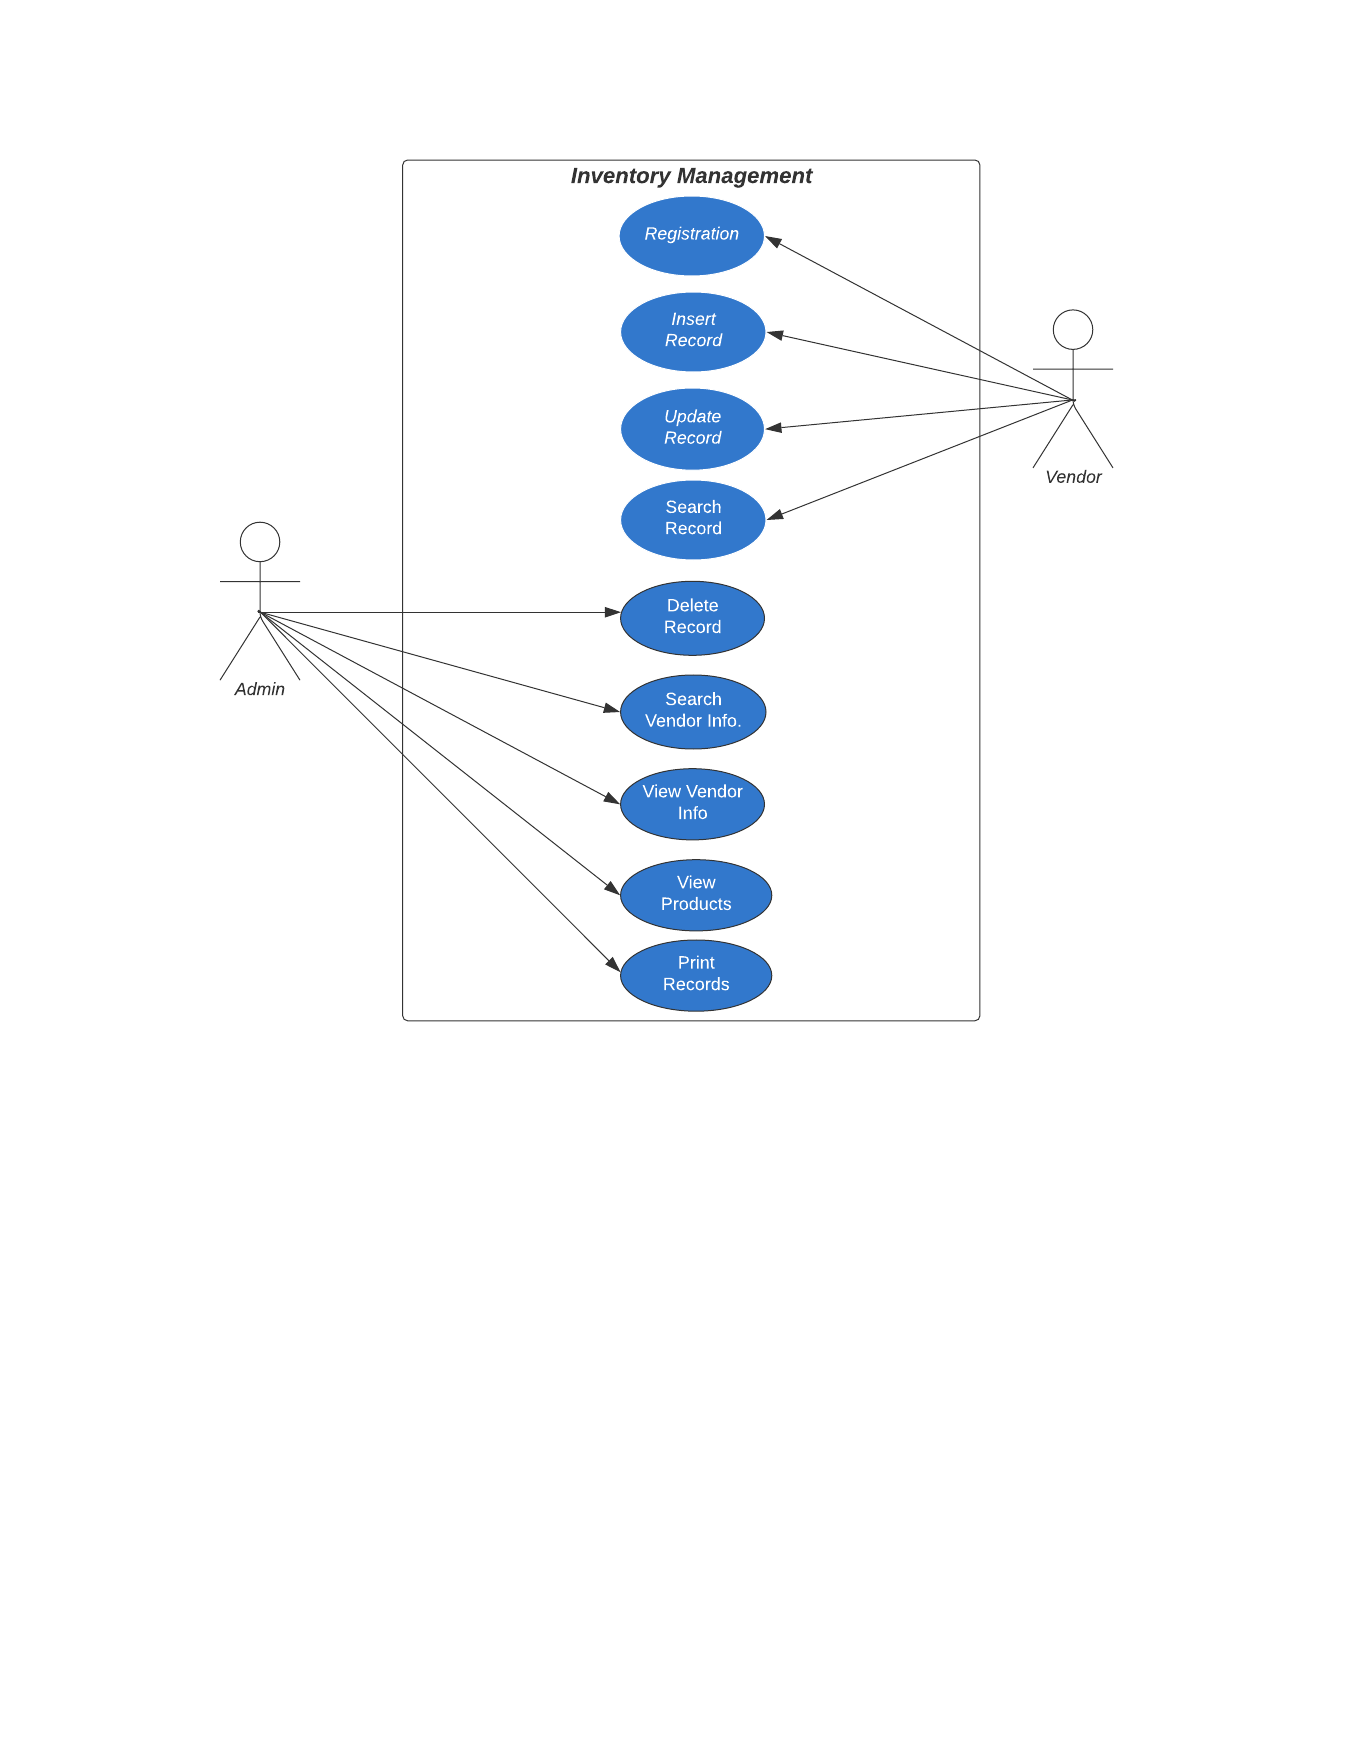 Inventory Management
Registration
Insert
Record
Update
Record
Vendor
Search
Record
Delete
Record
Admin
Search
Vendor Info.
View Vendor
Info
View
Products
Print
Records